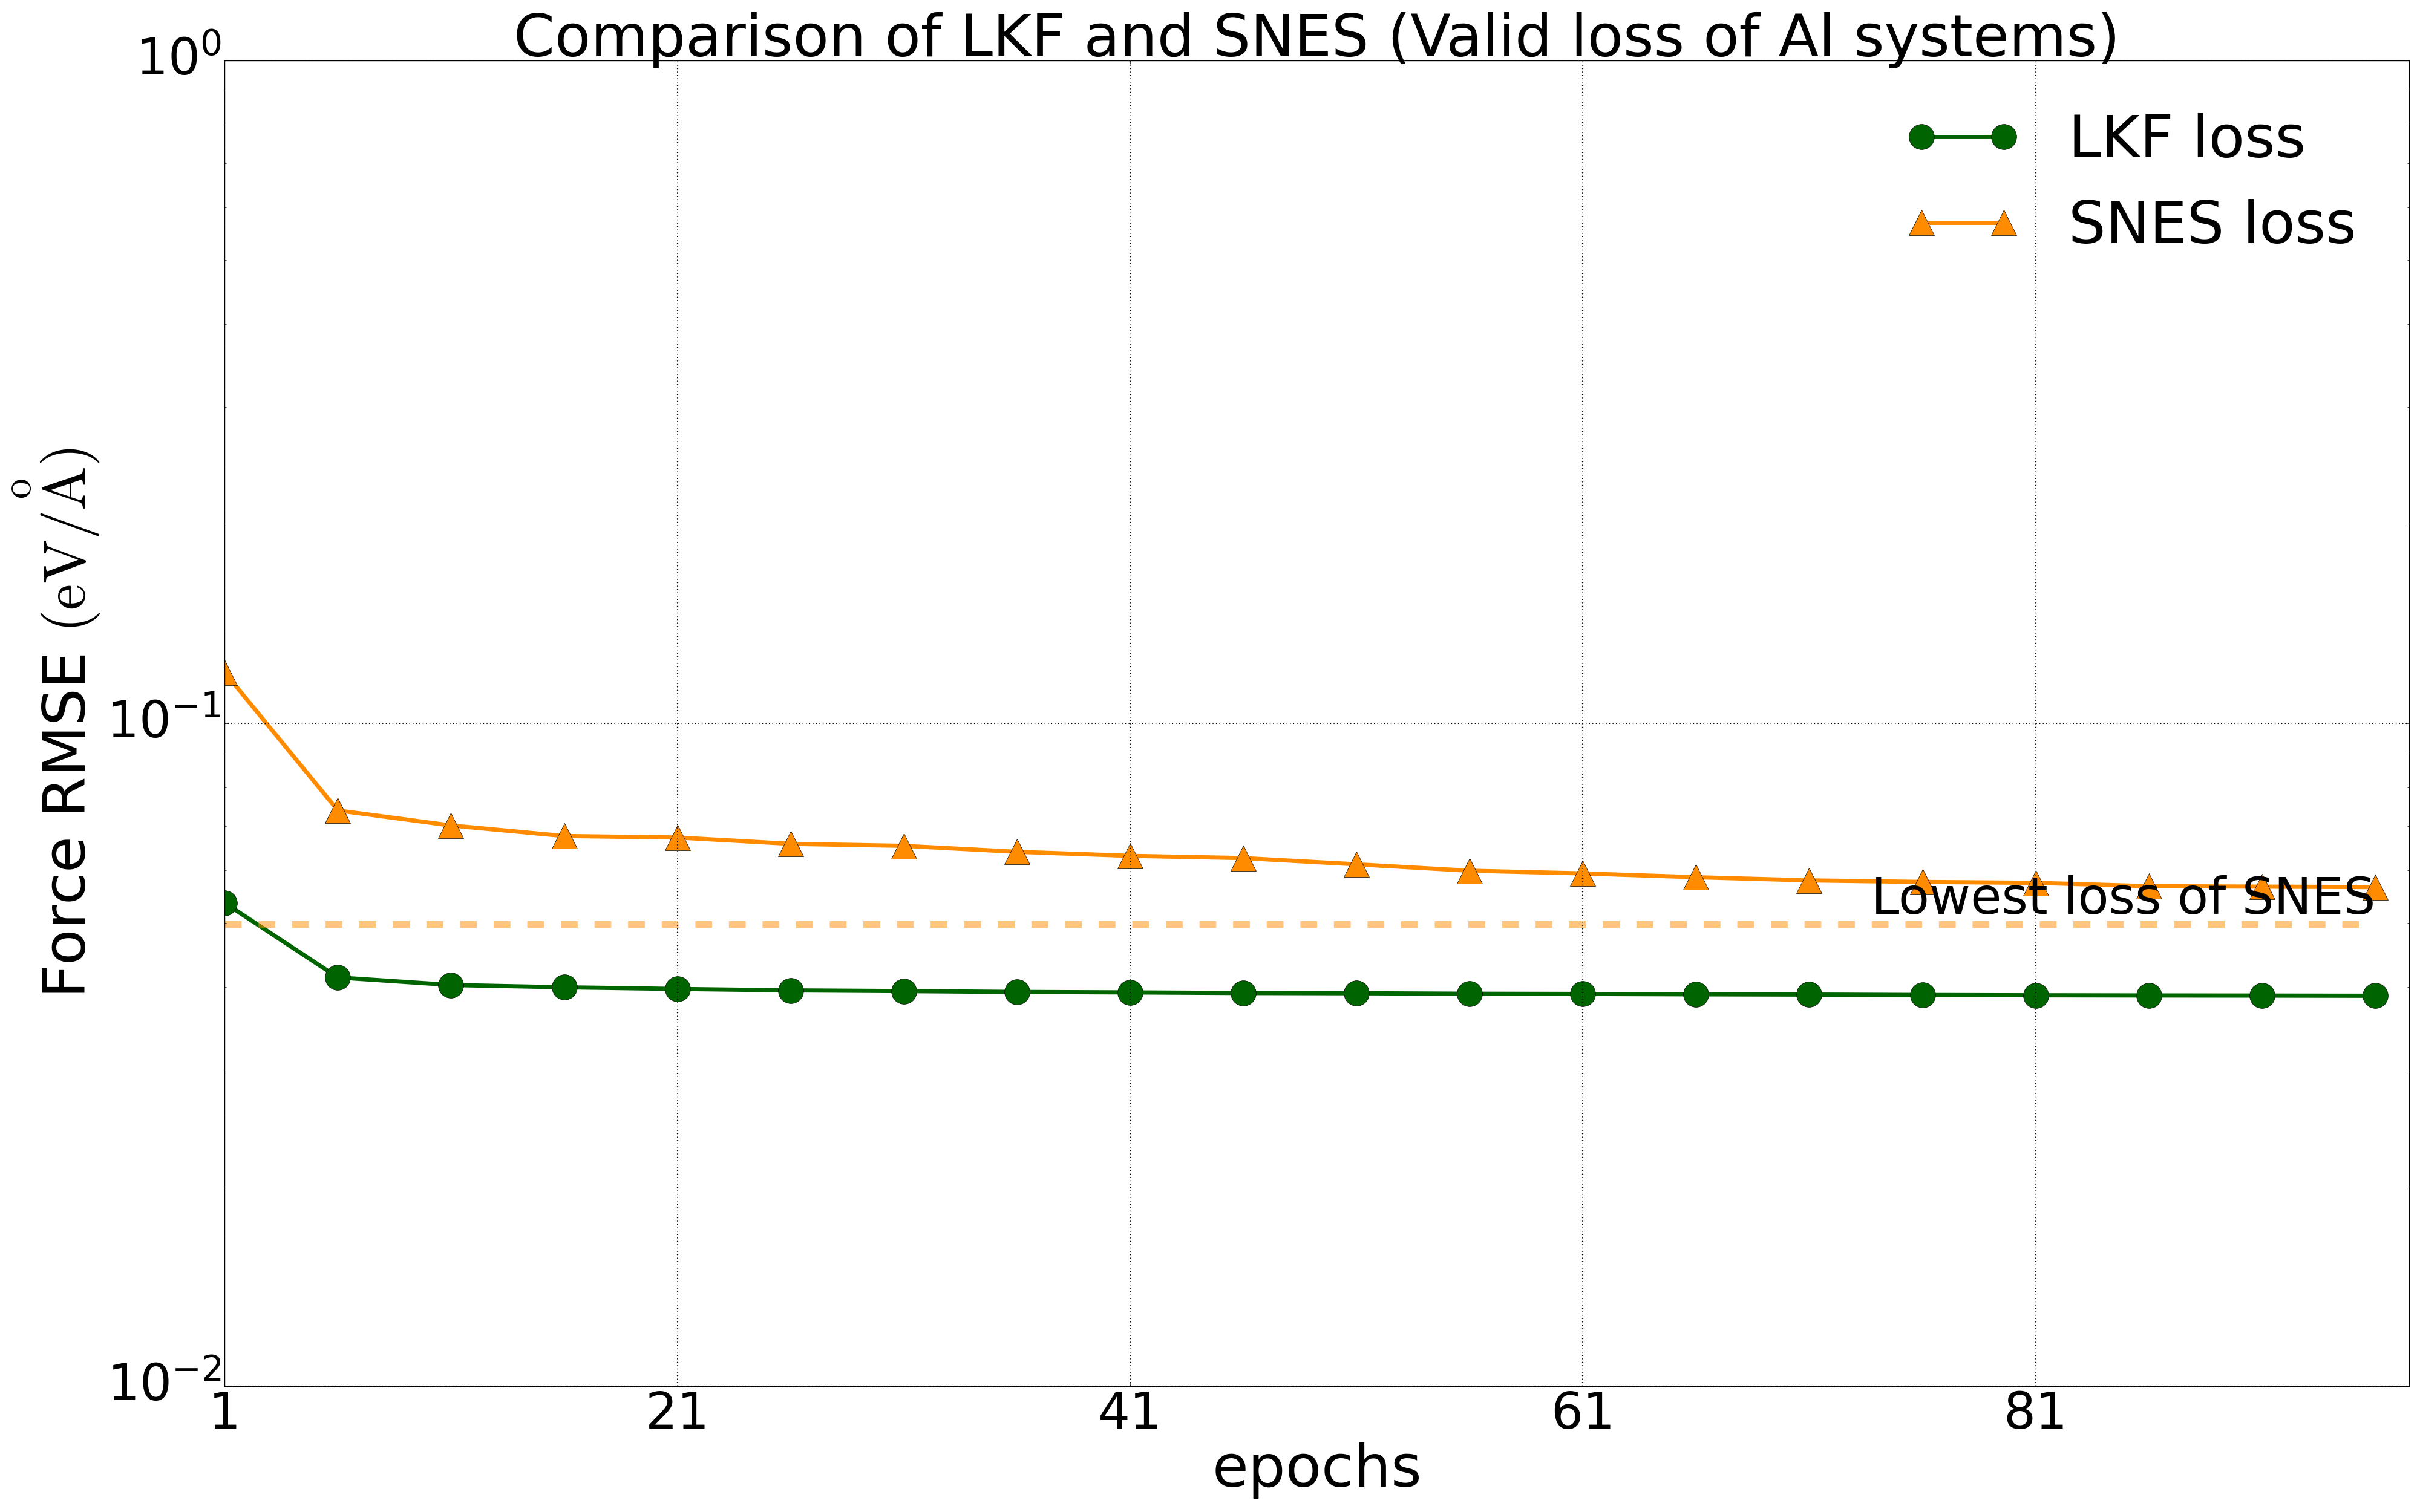 Comparison of LKF and SNES (Valid loss of Al systems)
10⁰
LKF loss
SNES loss
Force RMSE (eV/Å)
10⁻¹
Lowest loss of SNES
10⁻²
1 21 41 61 81
epochs